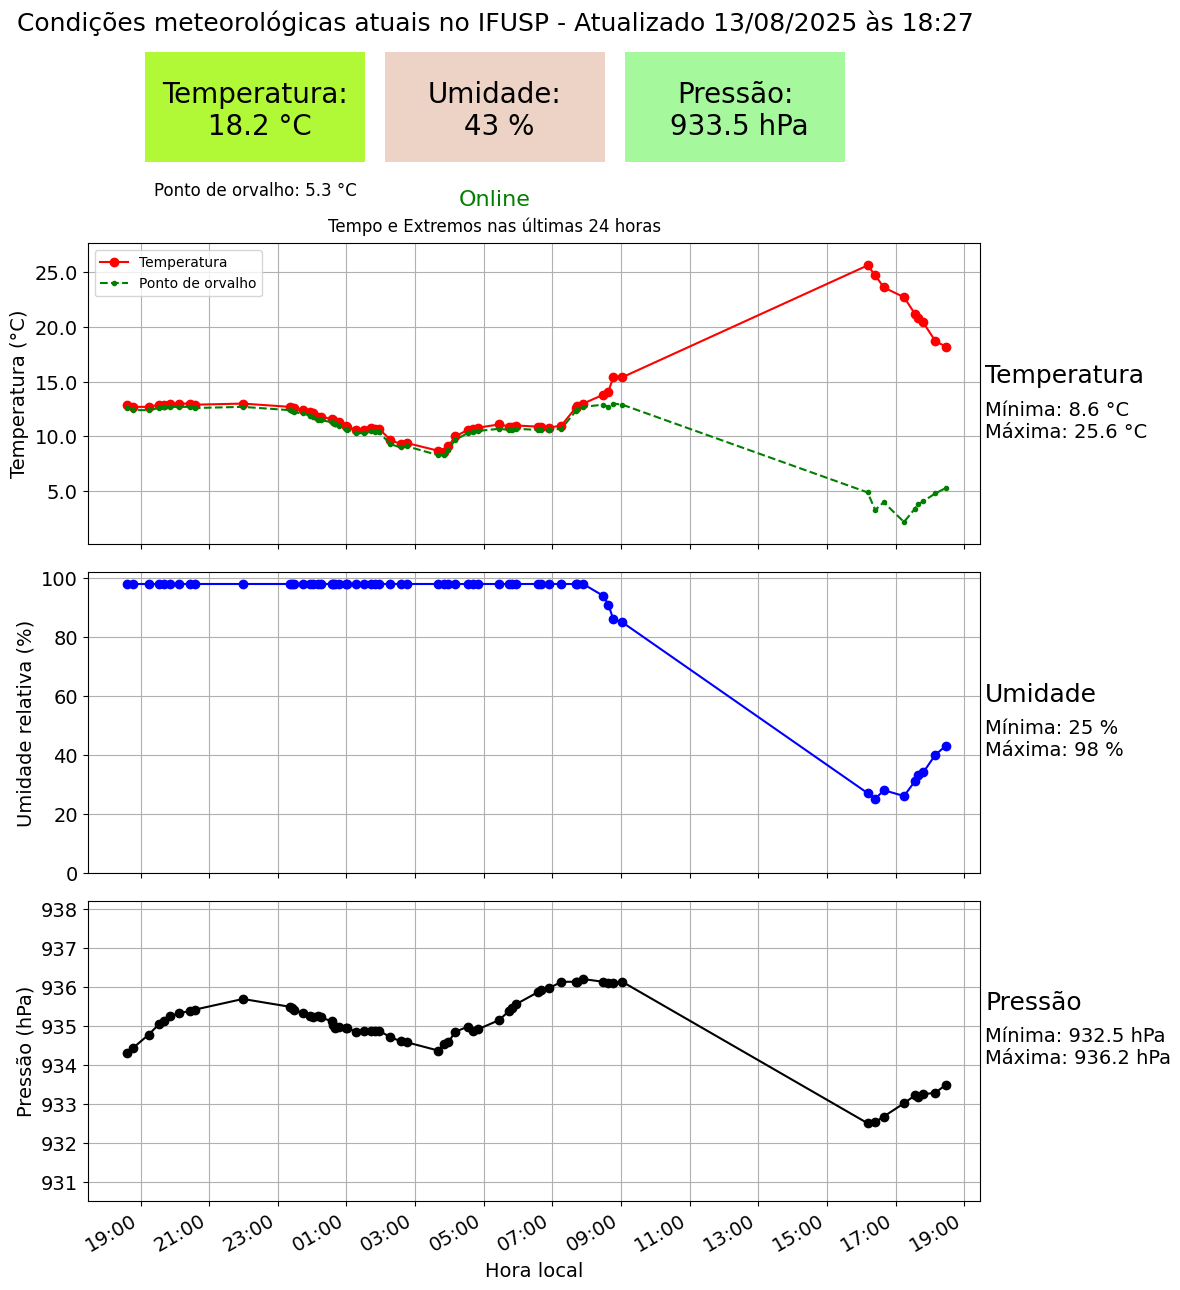 Condições meteorológicas atuais no IFUSP - Atualizado 13/08/2025 às 18:27
Temperatura:
18.2 °C
Umidade:
43 %
Pressão:
933.5 hPa
Ponto de orvalho: 5.3 °C
Online
Tempo e Extremos nas últimas 24 horas
Temperatura
Ponto de orvalho
Temperatura (°C)
25.0
20.0
15.0
10.0
5.0
Temperatura
Mínima: 8.6 °C
Máxima: 25.6 °C
Umidade relativa (%)
100
80
60
40
20
0
Umidade
Mínima: 25 %
Máxima: 98 %
Pressão (hPa)
938
937
936
935
934
933
932
931
Pressão
Mínima: 932.5 hPa
Máxima: 936.2 hPa
19:00
21:00
23:00
01:00
03:00
05:00
07:00
09:00
11:00
13:00
15:00
17:00
19:00
Hora local